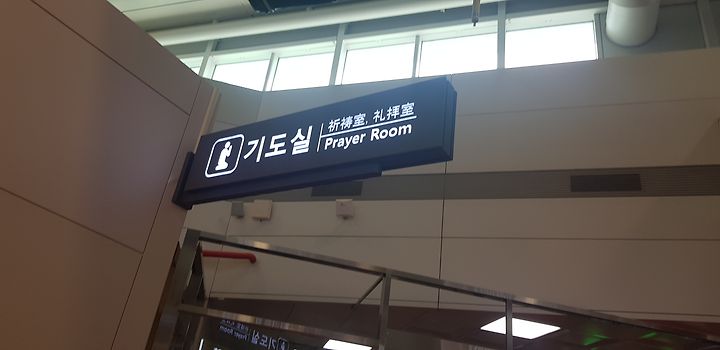 기도실
祈祷室, 礼拝室
Prayer Room